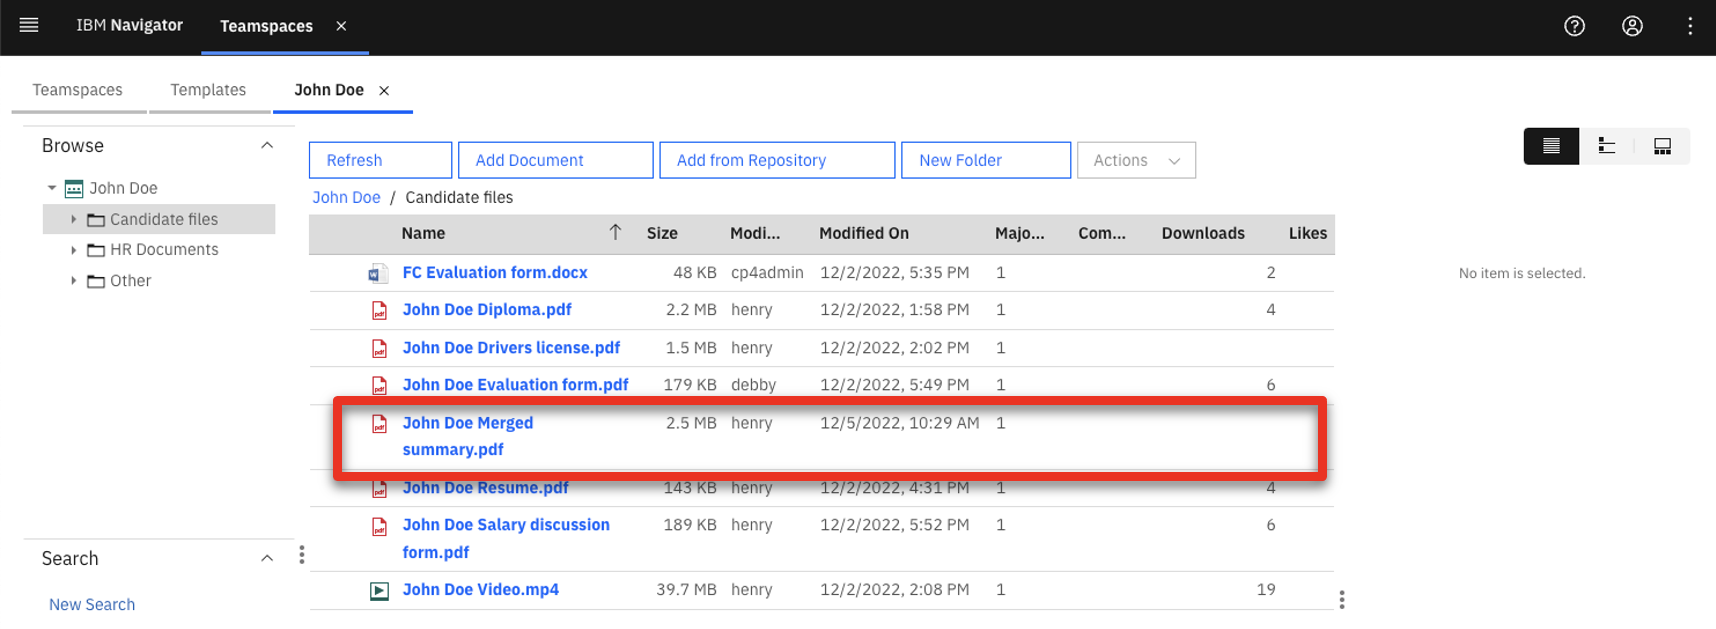 IBM Navigator Teamspaces
Teamspaces Templates John Doe
Browse
John Doe
Candidate files
HR Documents
Other
Search
New Search
Refresh Add Document Add from Repository New Folder Actions
John Doe / Candidate files
Name Size Modi... Modified On Majo... Com... Downloads Likes
FC Evaluation form.docx 48 KB cp4admin 12/2/2022, 5:35 PM 1 2
John Doe Diploma.pdf 2.2 MB henry 12/2/2022, 1:58 PM 1 4
John Doe Drivers license.pdf 1.5 MB henry 12/2/2022, 2:02 PM 1
John Doe Evaluation form.pdf 179 KB debby 12/2/2022, 5:49 PM 1 6
John Doe Merged 2.5 MB henry 12/5/2022, 10:29 AM 1
summary.pdf
John Doe Resume.pdf 143 KB henry 12/2/2022, 4:31 PM 1 4
John Doe Salary discussion 189 KB henry 12/2/2022, 5:52 PM 1 6
form.pdf
John Doe Video.mp4 39.7 MB henry 12/2/2022, 2:08 PM 1 19
No item is selected.